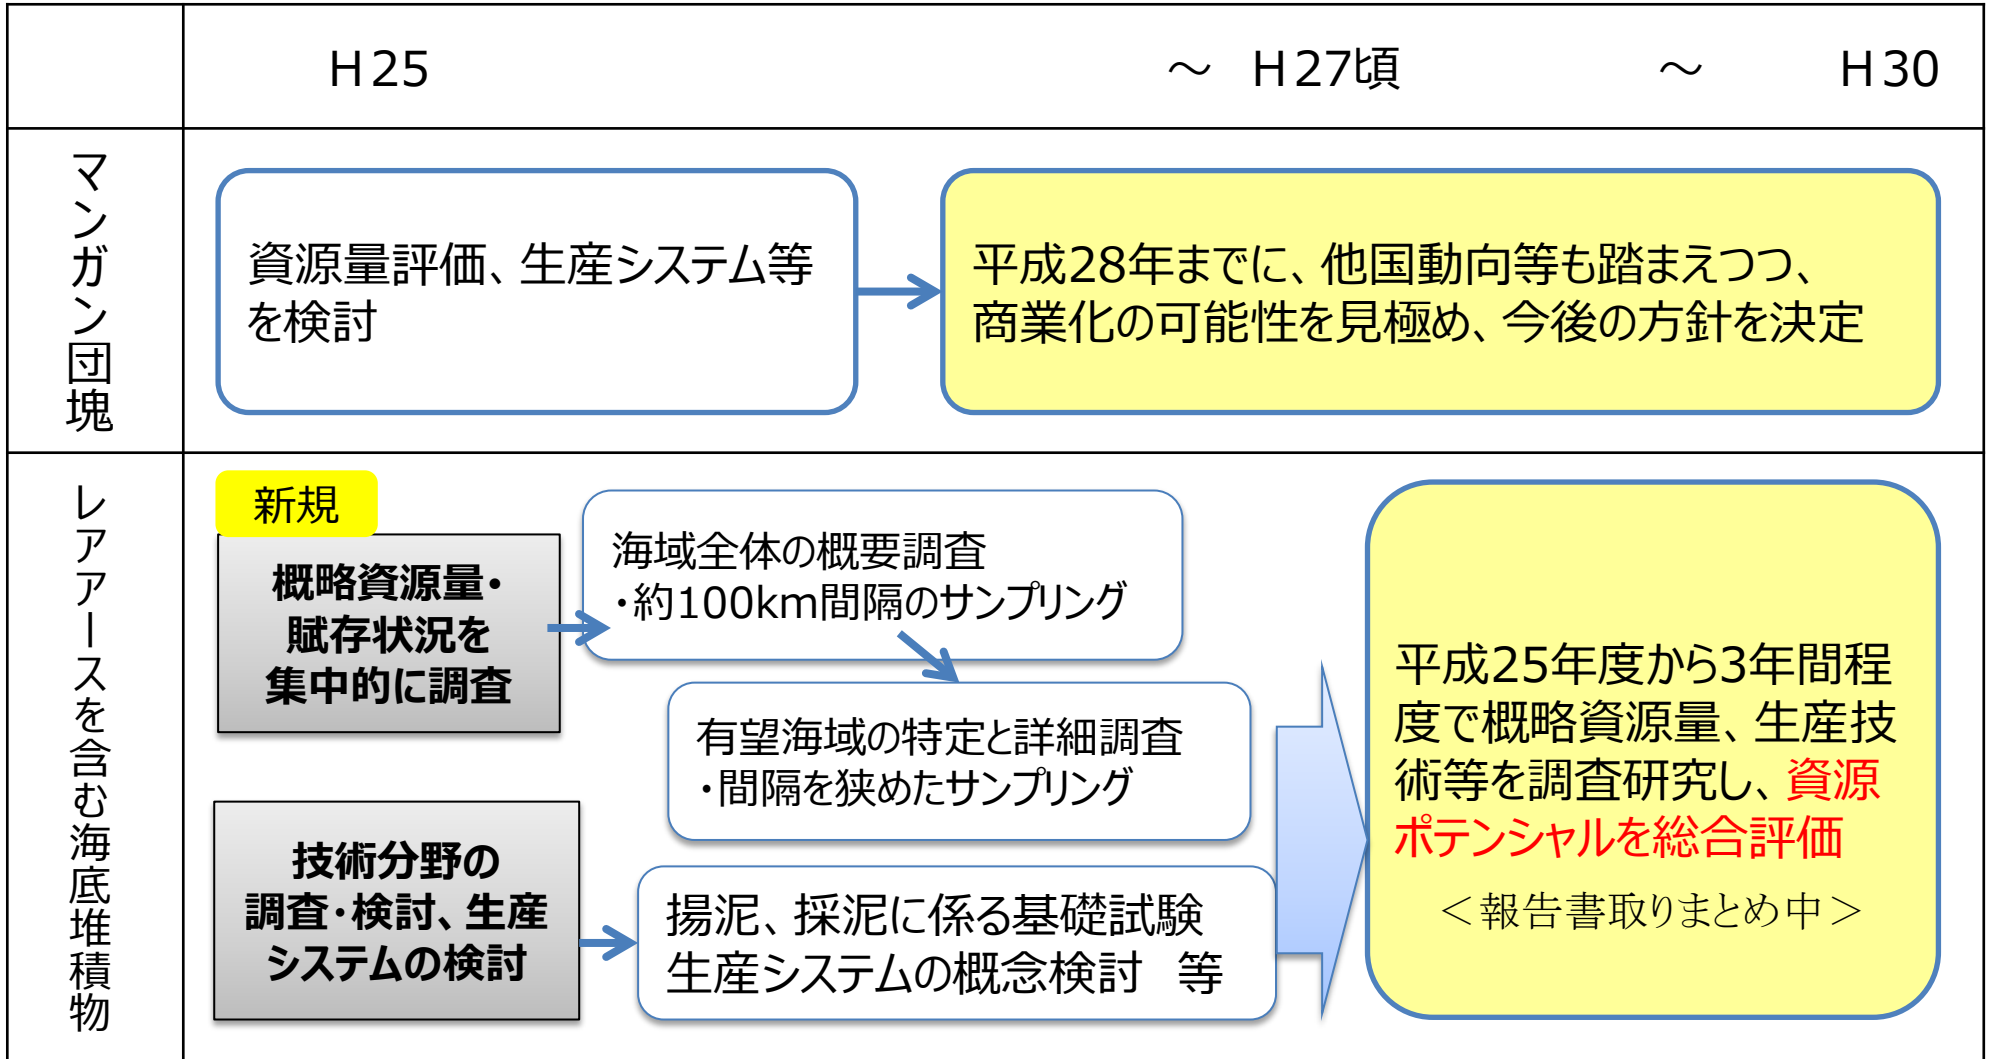 H25 ～ H27頃 ～ H30
マンガン団塊
資源量評価、生産システム等
を検討
平成28年までに、他国動向等も踏まえつつ、
商業化の可能性を見極め、今後の方針を決定
レアアースを含む海底堆積物
新規
概略資源量・
賦存状況を
集中的に調査
海域全体の概要調査
・約100km間隔のサンプリング
有望海域の特定と詳細調査
・間隔を狭めたサンプリング
技術分野の
調査・検討、生産
システムの検討
揚泥、採泥に係る基礎試験
生産システムの概念検討　等
平成25年度から3年間程
度で概略資源量、生産技
術等を調査研究し、資源
ポテンシャルを総合評価
＜報告書取りまとめ中＞